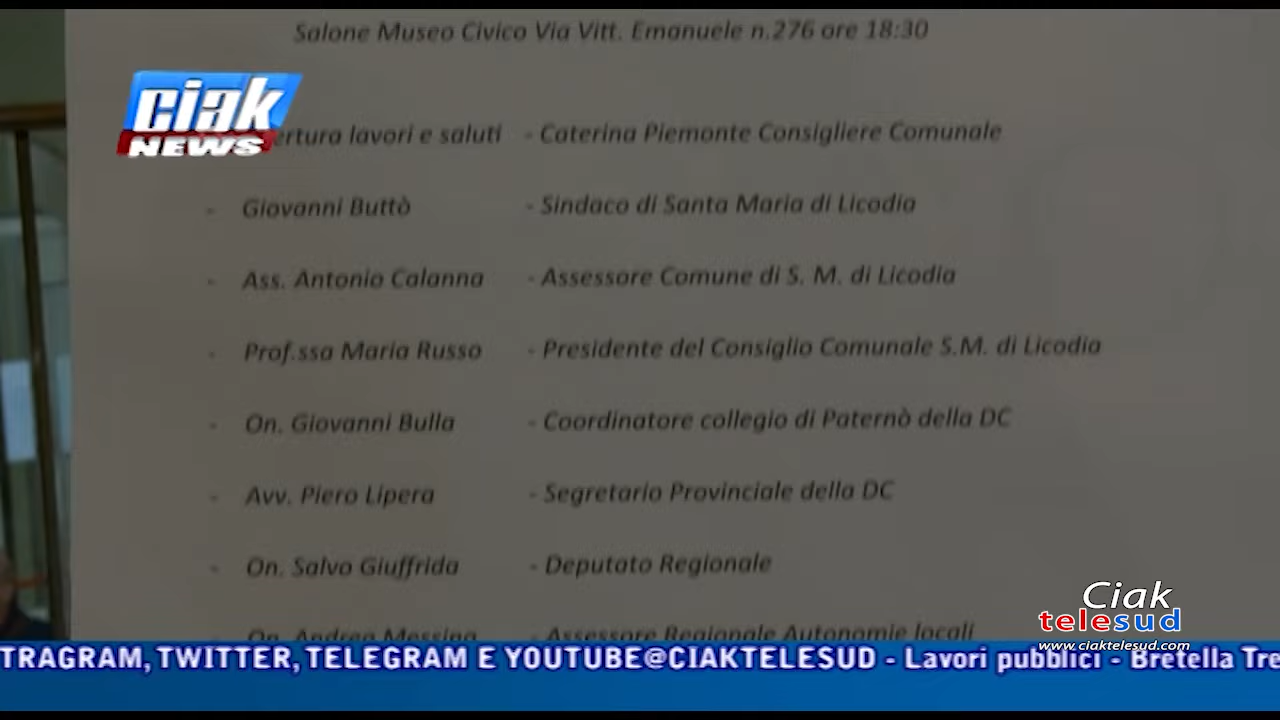 Salone Museo Civico Via Vitt. Emanuele n.276 ore 18:30
ciak
NEWS
ertura lavori e saluti - Caterina Piemonte Consigliere Comunale
- Giovanni Buttò - Sindaco di Santa Maria di Licodia
- Ass. Antonio Calanna - Assessore Comune di S. M. di Licodia
- Prof.ssa Maria Russo - Presidente del Consiglio Comunale S.M. di Licodia
- On. Giovanni Bulla - Coordinatore collegio di Paternò della DC
- Avv. Piero Lipera - Segretario Provinciale della DC
- On. Salvo Giuffrida - Deputato Regionale
- On. Andrea Messina - Assessore Regionale Autonomie locali
Ciak
telesud
www.ciaktelesud.com
TRAGRAM, TWITTER, TELEGRAM E YOUTUBE@CIAKTELESUD - Lavori pubblici - Bretella Tre